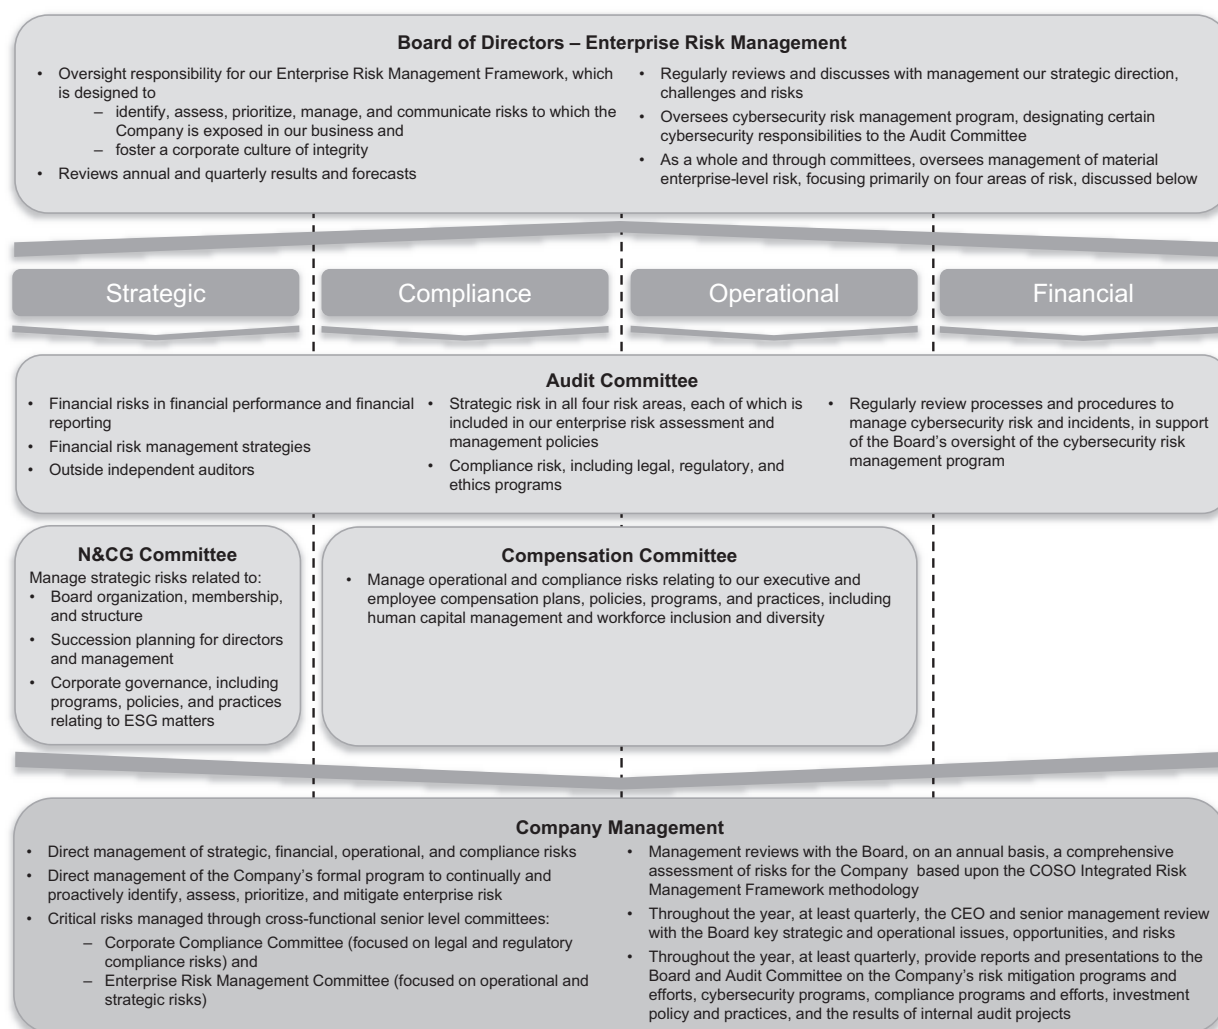 Board of Directors – Enterprise Risk Management
• Oversight responsibility for our Enterprise Risk Management Framework, which
is designed to
– identify, assess, prioritize, manage, and communicate risks to which the
Company is exposed in our business and
– foster a corporate culture of integrity
• Reviews annual and quarterly results and forecasts
• Regularly reviews and discusses with management our strategic direction,
challenges and risks
• Oversees cybersecurity risk management program, designating certain
cybersecurity responsibilities to the Audit Committee
• As a whole and through committees, oversees management of material
enterprise-level risk, focusing primarily on four areas of risk, discussed below
Strategic
Compliance
Operational
Financial
Audit Committee
• Financial risks in financial performance and financial
reporting
• Financial risk management strategies
• Outside independent auditors
• Strategic risk in all four risk areas, each of which is
included in our enterprise risk assessment and
management policies
• Compliance risk, including legal, regulatory, and
ethics programs
• Regularly review processes and procedures to
manage cybersecurity risk and incidents, in support
of the Board's oversight of the cybersecurity risk
management program
N&CG Committee
Manage strategic risks related to:
• Board organization, membership,
and structure
• Succession planning for directors
and management
• Corporate governance, including
programs, policies, and practices
relating to ESG matters
Compensation Committee
• Manage operational and compliance risks relating to our executive and
employee compensation plans, policies, programs, and practices, including
human capital management and workforce inclusion and diversity
Company Management
• Direct management of strategic, financial, operational, and compliance risks
• Direct management of the Company's formal program to continually and
proactively identify, assess, prioritize, and mitigate enterprise risk
• Critical risks managed through cross-functional senior level committees:
– Corporate Compliance Committee (focused on legal and regulatory
compliance risks) and
– Enterprise Risk Management Committee (focused on operational and
strategic risks)
• Management reviews with the Board, on an annual basis, a comprehensive
assessment of risks for the Company based upon the COSO Integrated Risk
Management Framework methodology
• Throughout the year, at least quarterly, the CEO and senior management review
with the Board key strategic and operational issues, opportunities, and risks
• Throughout the year, at least quarterly, provide reports and presentations to the
Board and Audit Committee on the Company's risk mitigation programs and
efforts, cybersecurity programs, compliance programs and efforts, investment
policy and practices, and the results of internal audit projects